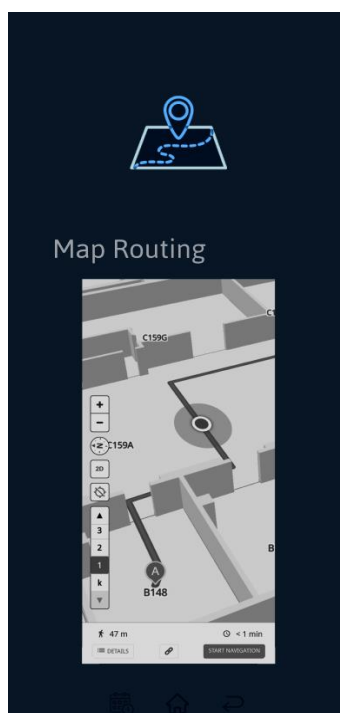 Map Routing
C159G
C1
+
−
N
C159A
2D
3
2
1
k
A
B148
B
47 m
< 1 min
DETAILS
START NAVIGATION